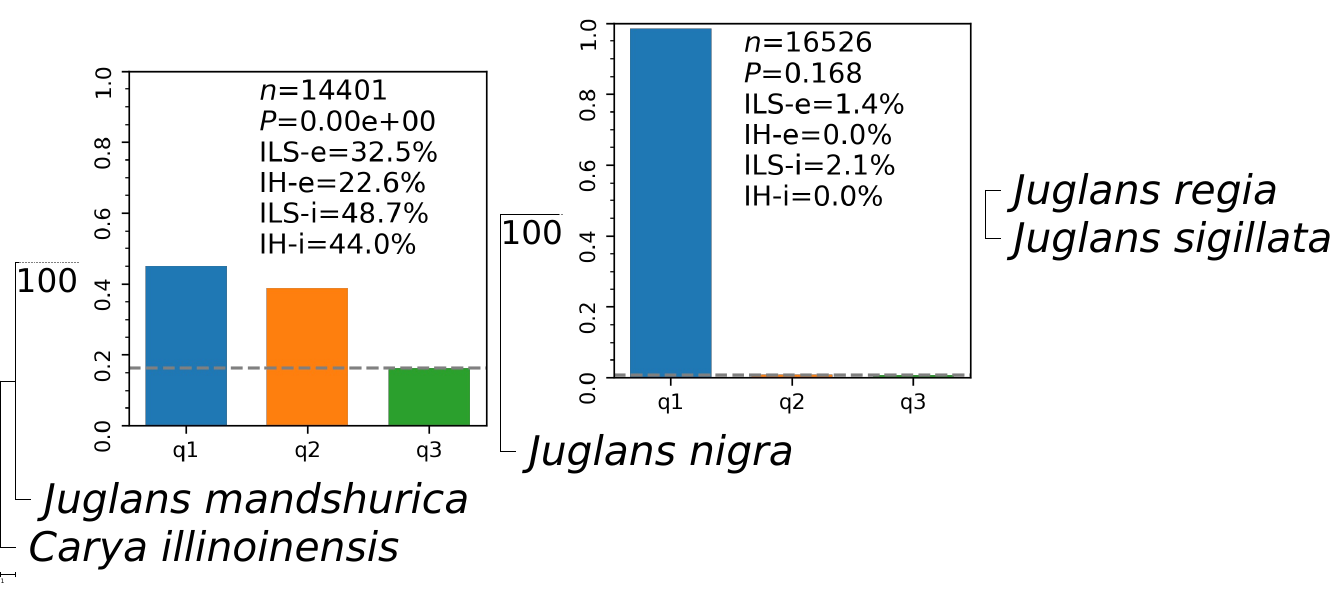 1.0
0.8
0.6
0.4
0.2
0.0
n=14401
P=0.00e+00
ILS-e=32.5%
IH-e=22.6%
ILS-i=48.7%
IH-i=44.0%
q1 q2 q3
100
1.0
0.8
0.6
0.4
0.2
0.0
n=16526
P=0.168
ILS-e=1.4%
IH-e=0.0%
ILS-i=2.1%
IH-i=0.0%
q1 q2 q3
100
Juglans regia
Juglans sigillata
Juglans nigra
Juglans mandshurica
Carya illinoinensis
1